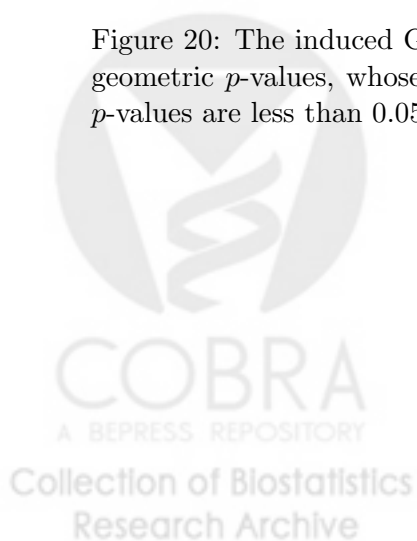 Figure 20: The induced G
geometric p-values, whose
p-values are less than 0.05
COBRA
A BEPRESS REPOSITORY
Collection of Biostatistics
Research Archive